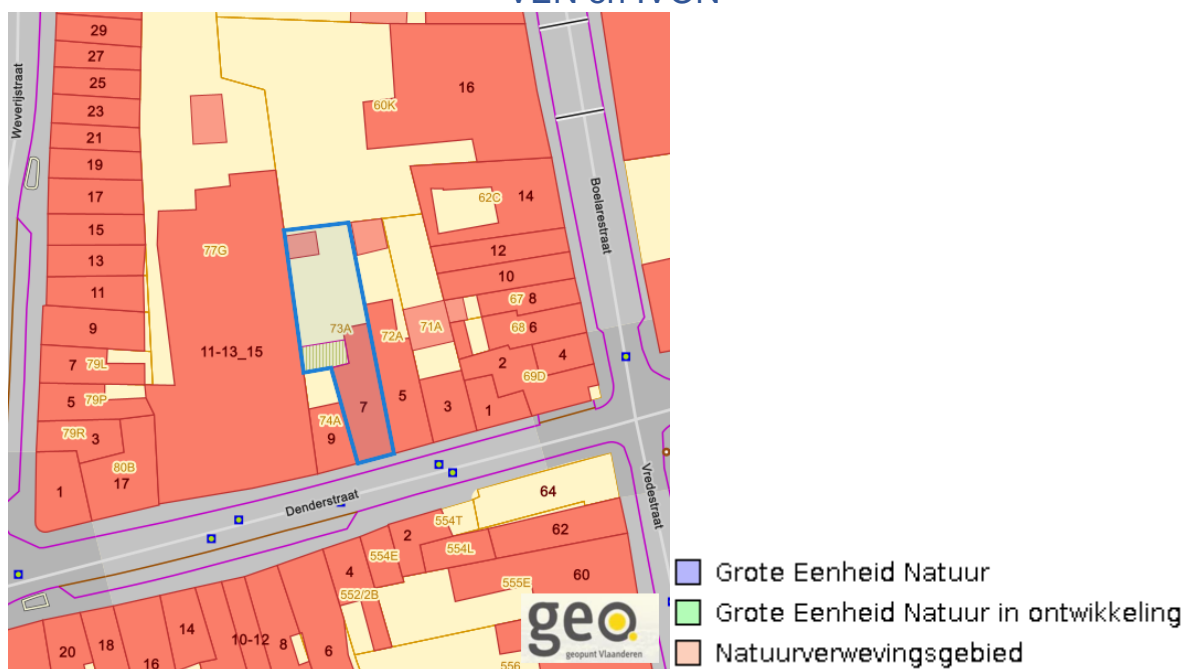 VEN en IVON
29
27
25
23
21
19
17
15
13
11
9
7 79L
5 79P
79R 3
80B
1
17
Weverijstraat
77G
11-13_15
60K
16
62C
14
12
10
67 8
68 6
4
2
69D
71A
72A
73A
74A
9
7
5
3
1
Boelarestraat
Denderstraat
Vredestraat
64
62
60
554T
554L
2
554E
4
552/2B
555E
556
20
18
16
14
10-12
8
6
geo
geopunt Vlaanderen
Grote Eenheid Natuur
Grote Eenheid Natuur in ontwikkeling
Natuurverwevingsgebied